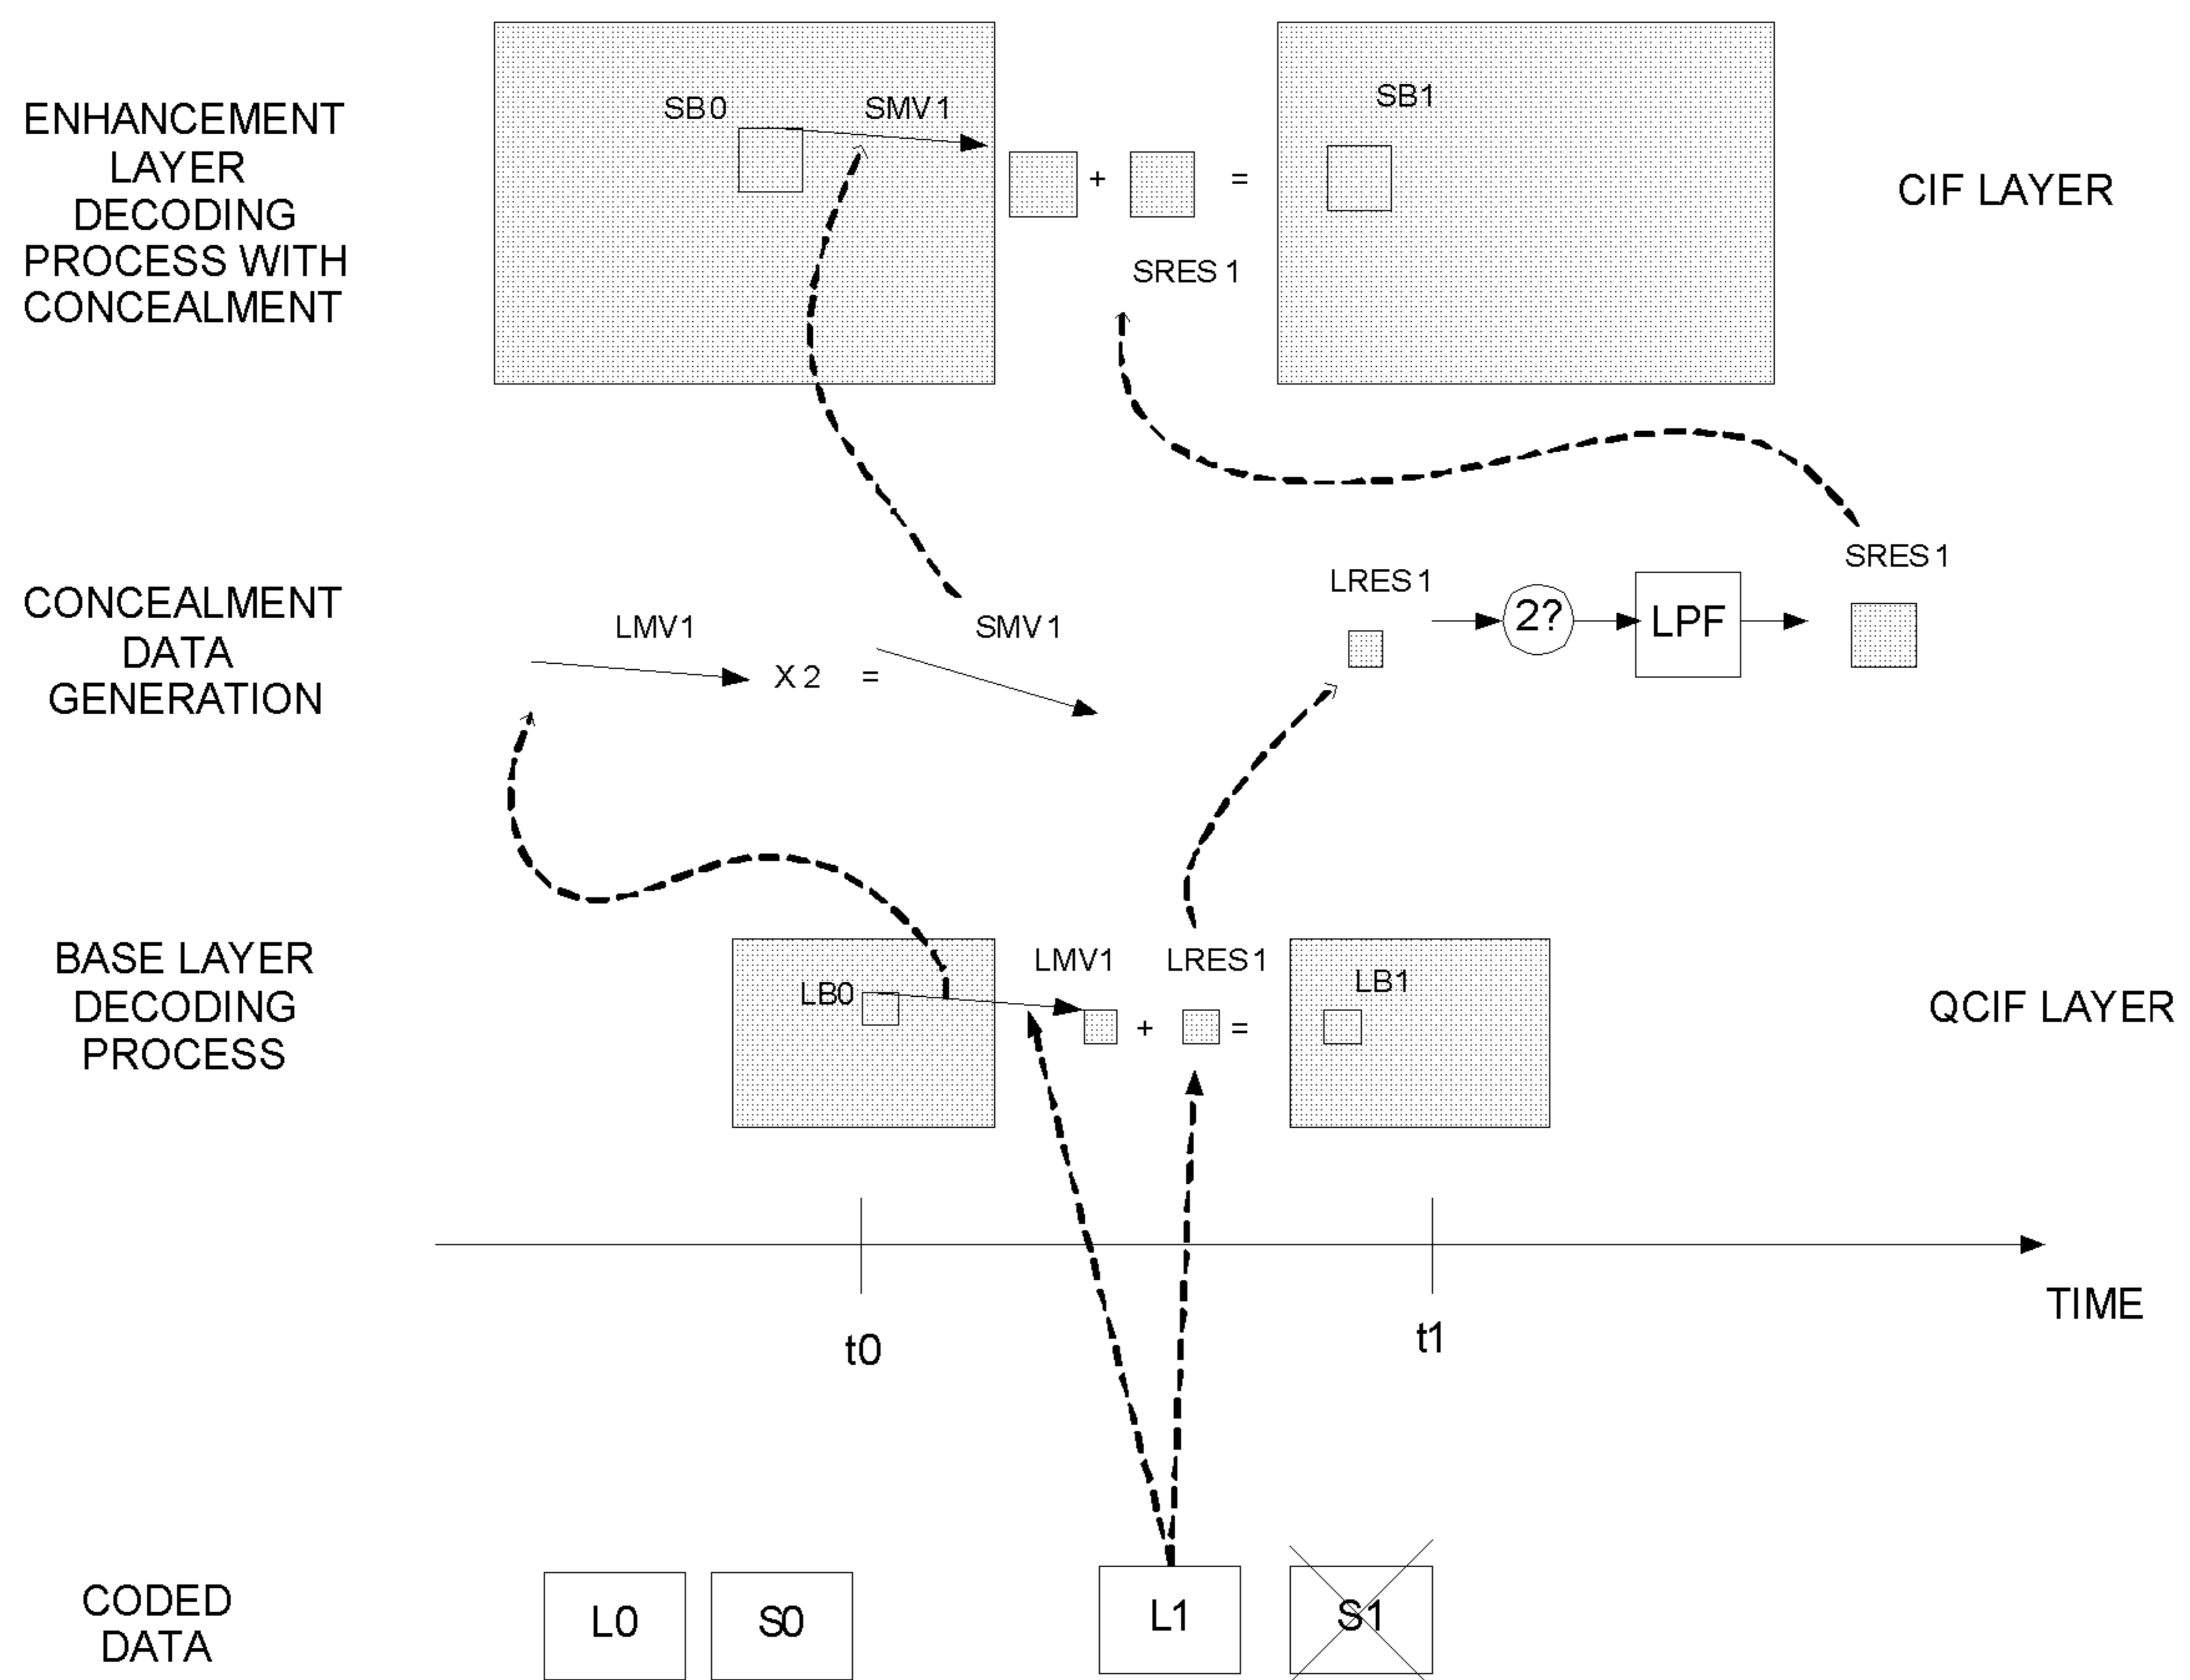 ENHANCEMENT
LAYER
DECODING
PROCESS WITH
CONCEALMENT
SB0
SMV1
+
=
SRES1
SB1
CIF LAYER
CONCEALMENT
DATA
GENERATION
LMV1
X2 =
SMV1
LRES1
2?
LPF
SRES1
BASE LAYER
DECODING
PROCESS
LB0
LMV1
LRES1
+
=
LB1
QCIF LAYER
TIME
t0
t1
CODED
DATA
L0
S0
L1
S1